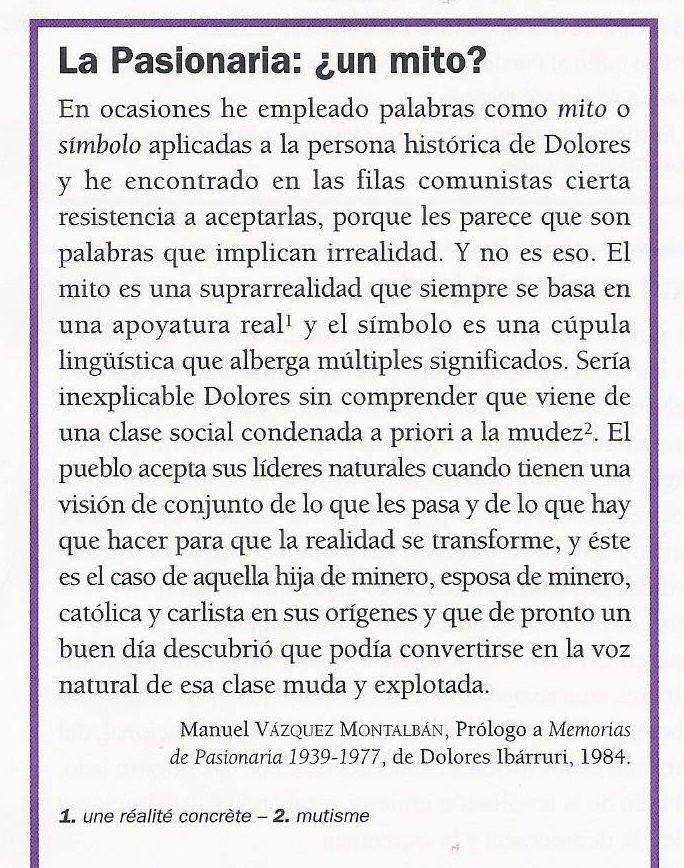 La Pasionaria: ¿un mito?
En ocasiones he empleado palabras como mito o
símbolo aplicadas a la persona histórica de Dolores
y he encontrado en las filas comunistas cierta
resistencia a aceptarlas, porque les parece que son
palabras que implican irrealidad. Y no es eso. El
mito es una suprarrealidad que siempre se basa en
una apoyatura real¹ y el símbolo es una cúpula
lingüística que alberga múltiples significados. Sería
inexplicable Dolores sin comprender que viene de
una clase social condenada a priori a la mudez². El
pueblo acepta sus líderes naturales cuando tienen una
visión de conjunto de lo que les pasa y de lo que hay
que hacer para que la realidad se transforme, y éste
es el caso de aquella hija de minero, esposa de minero,
católica y carlista en sus orígenes y que de pronto un
buen día descubrió que podía convertirse en la voz
natural de esa clase muda y explotada.
Manuel VÁZQUEZ MONTALBÁN, Prólogo a Memorias
de Pasionaria 1939-1977, de Dolores Ibárruri, 1984.
1. une réalité concrète – 2. mutisme